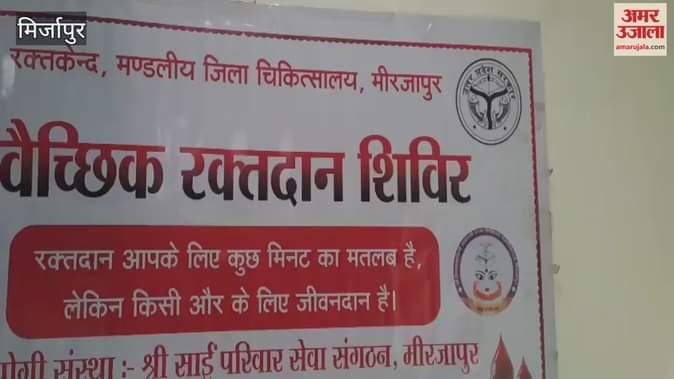 मिर्जापुर
अमर
उजाला
amarujala.com
रक्तकेन्द, मण्डलीय जिला चिकित्सालय, मीरजापुर
वैच्छिक रक्तदान शिविर
रक्तदान आपके लिए कुछ मिनट का मतलब है,
लेकिन किसी और के लिए जीवनदान है।
योगी संस्था :- श्री साईं परिवार सेवा संगठन, मीरजापुर